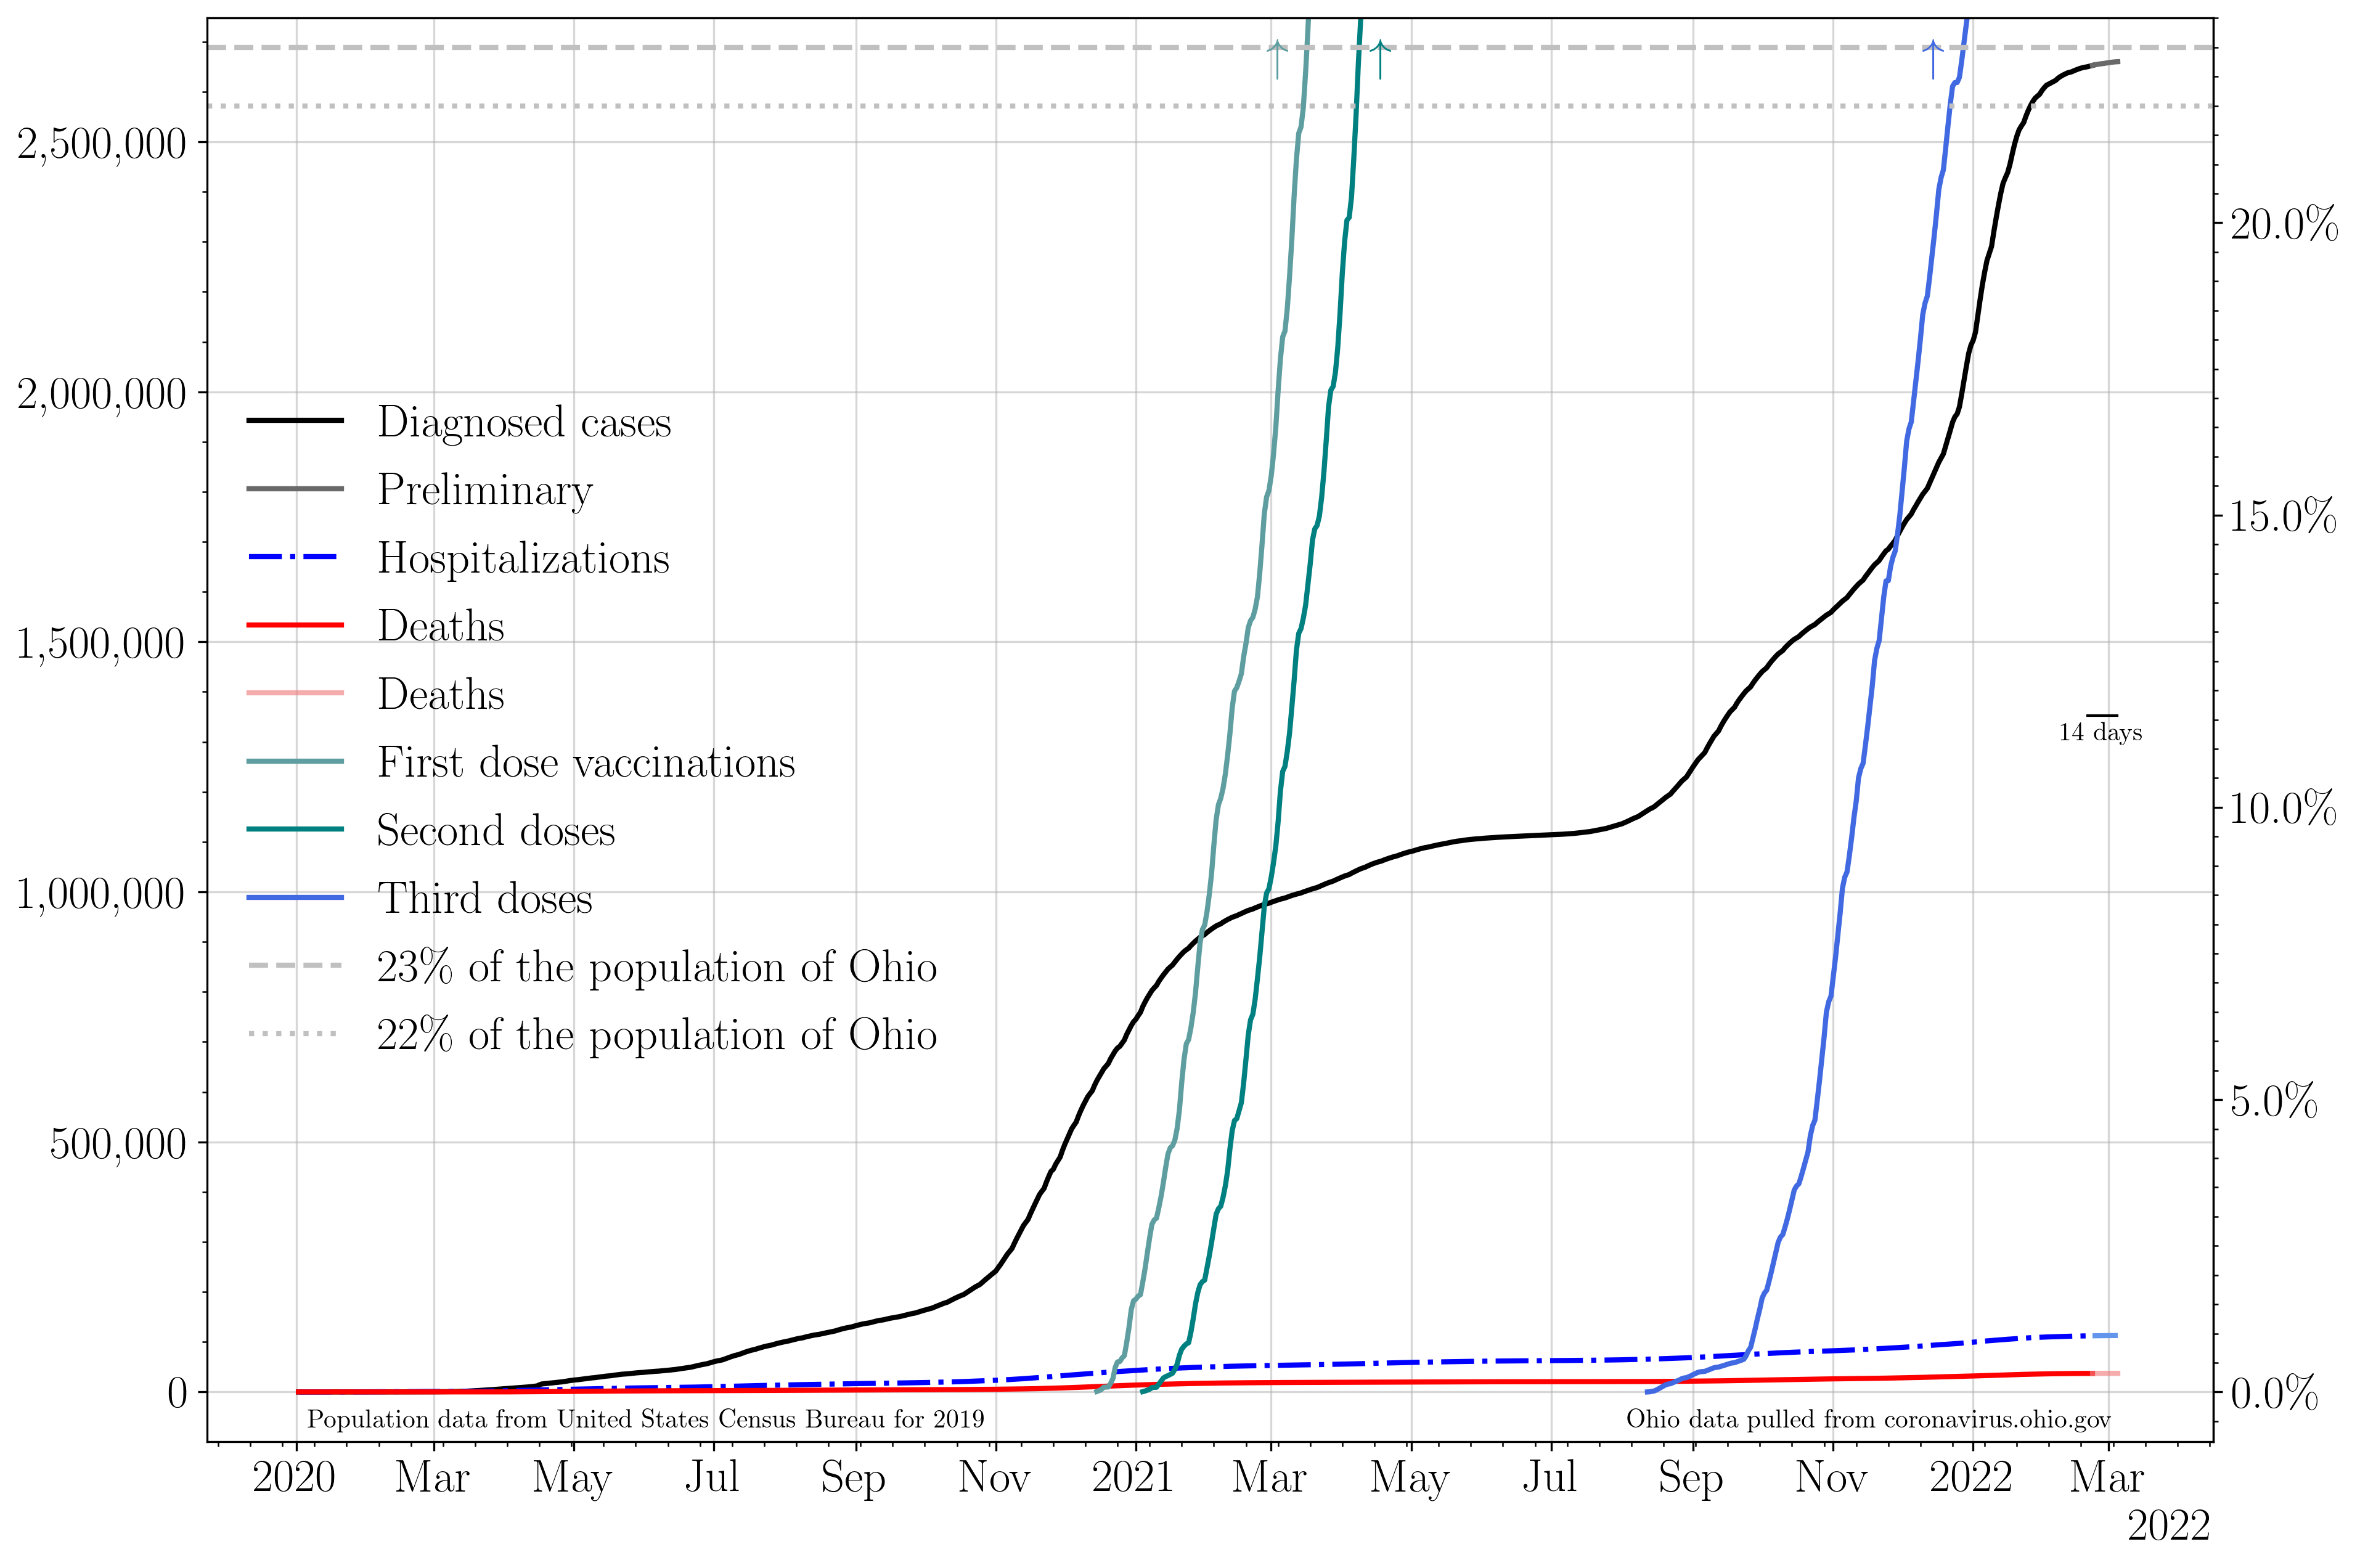 2,500,000
2,000,000
1,500,000
1,000,000
500,000
0
20.0%
15.0%
10.0%
5.0%
0.0%
Diagnosed cases
Preliminary
Hospitalizations
Deaths
Deaths
First dose vaccinations
Second doses
Third doses
23% of the population of Ohio
22% of the population of Ohio
14 days
Population data from United States Census Bureau for 2019
Ohio data pulled from coronavirus.ohio.gov
2020 Mar May Jul Sep Nov 2021 Mar May Jul Sep Nov 2022 Mar
2022